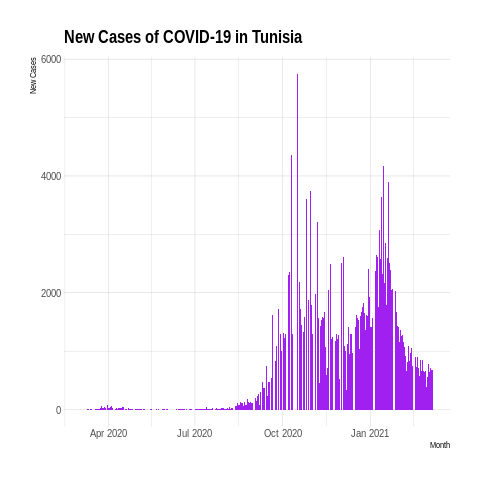 New Cases of COVID-19 in Tunisia
New Cases
6000
4000
2000
0
Apr 2020 Jul 2020 Oct 2020 Jan 2021
Month